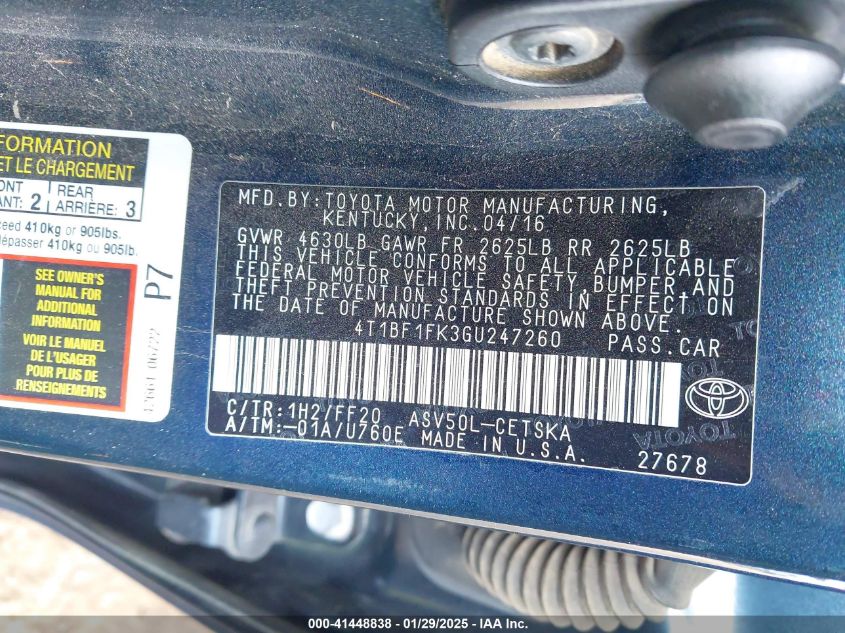 FORMATION
ET LE CHARGEMENT
ONT
ANT: 2
REAR
ARRIÈRE: 3
ceed 410kg or 905lbs.
dépasser 410kg ou 905lb.
SEE OWNER'S
MANUAL FOR
ADDITIONAL
INFORMATION
VOIR LE MANUEL
DE L'USAGER
POUR PLUS DE
RENSEIGNEMENTS
P7
MFD.BY:TOYOTA MOTOR MANUFACTURING,
KENTUCKY,INC.04/16
GVWR 4630LB GAWR FR 2625LB RR 2625LB
THIS VEHICLE CONFORMS TO ALL APPLICABLE
FEDERAL MOTOR VEHICLE SAFETY,BUMPER,AND
THEFT PREVENTION STANDARDS IN EFFECT ON
THE DATE OF MANUFACTURE SHOWN ABOVE.
4T1BF1FK3GU247260 PASS.CAR
C/TR:1H2/FF20 ASV50L-CETSKA
A/TM:-01A/U760E MADE IN U.S.A.
27678
TOYOTA
000-41448838 - 01/29/2025 - IAA Inc.